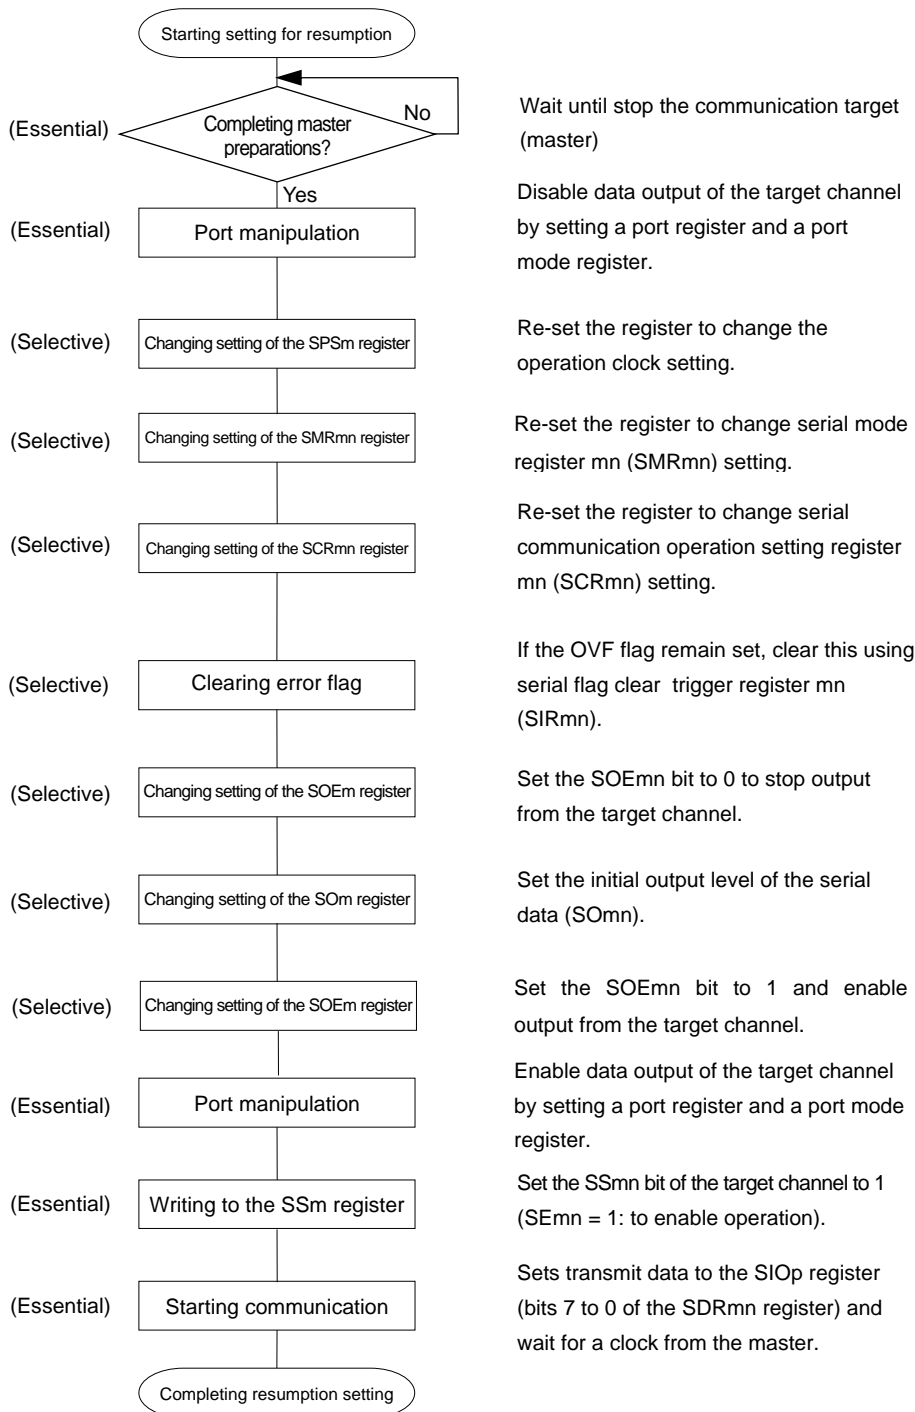 Starting setting for resumption
(Essential)
Completing master
preparations?
No
Wait until stop the communication target
(master)
Yes
(Essential)
Port manipulation
Disable data output of the target channel
by setting a port register and a port
mode register.
(Selective)
Changing setting of the SPSm register
Re-set the register to change the
operation clock setting.
(Selective)
Changing setting of the SMRmn register
Re-set the register to change serial mode
register mn (SMRmn) setting.
(Selective)
Changing setting of the SCRmn register
Re-set the register to change serial
communication operation setting register
mn (SCRmn) setting.
(Selective)
Clearing error flag
If the OVF flag remain set, clear this using
serial flag clear trigger register mn
(SIRmn).
(Selective)
Changing setting of the SOEm register
Set the SOEmn bit to 0 to stop output
from the target channel.
(Selective)
Changing setting of the SOm register
Set the initial output level of the serial
data (SOmn).
(Selective)
Changing setting of the SOEm register
Set the SOEmn bit to 1 and enable
output from the target channel.
(Essential)
Port manipulation
Enable data output of the target channel
by setting a port register and a port mode
register.
(Essential)
Writing to the SSm register
Set the SSmn bit of the target channel to 1
(SEmn = 1: to enable operation).
(Essential)
Starting communication
Sets transmit data to the SIOp register
(bits 7 to 0 of the SDRmn register) and
wait for a clock from the master.
Completing resumption setting